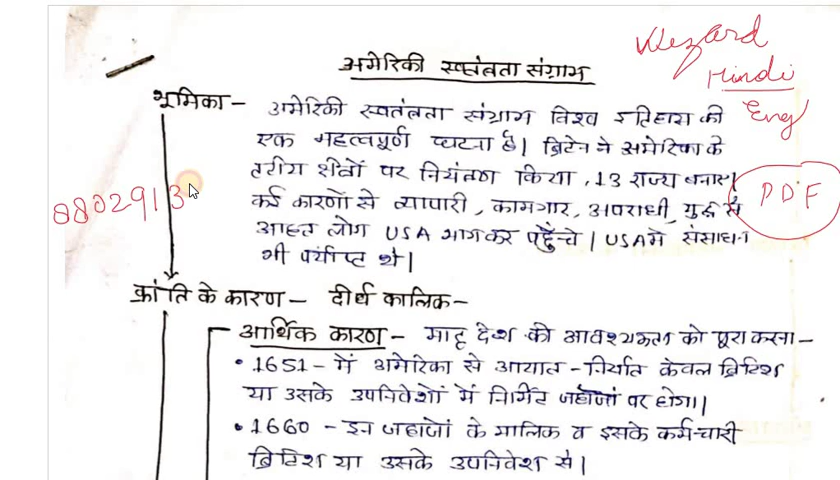 अमेरिकी स्वतंत्रता संग्राम
Wezard
Hindi
Eng
PDF
8802913
भूमिका - अमेरिकी स्वतंत्रता संग्राम विश्व इतिहास की
एक महत्वपूर्ण घटना है। ब्रिटेन ने अमेरिका के
तटीय क्षेत्रों पर नियंत्रण किया, 13 राज्य बनाए।
कई कारणों से व्यापारी, कामगार, अपराधी, युद्ध से
आहत लोग USA भागकर पहुँचे। USA में संसाधन
भी पर्याप्त थे।
क्रांति के कारण - दीर्घ कालिक -
आर्थिक कारण - मातृ देश की आवश्यकता को पूरा करना -
• 1651 - में अमेरिका से आयात - निर्यात केवल ब्रिटिश
या उसके उपनिवेशों में निर्मित जहाजों पर होगा।
• 1660 - इन जहाजों के मालिक व इसके कर्मचारी
ब्रिटिश या उसके उपनिवेश से।